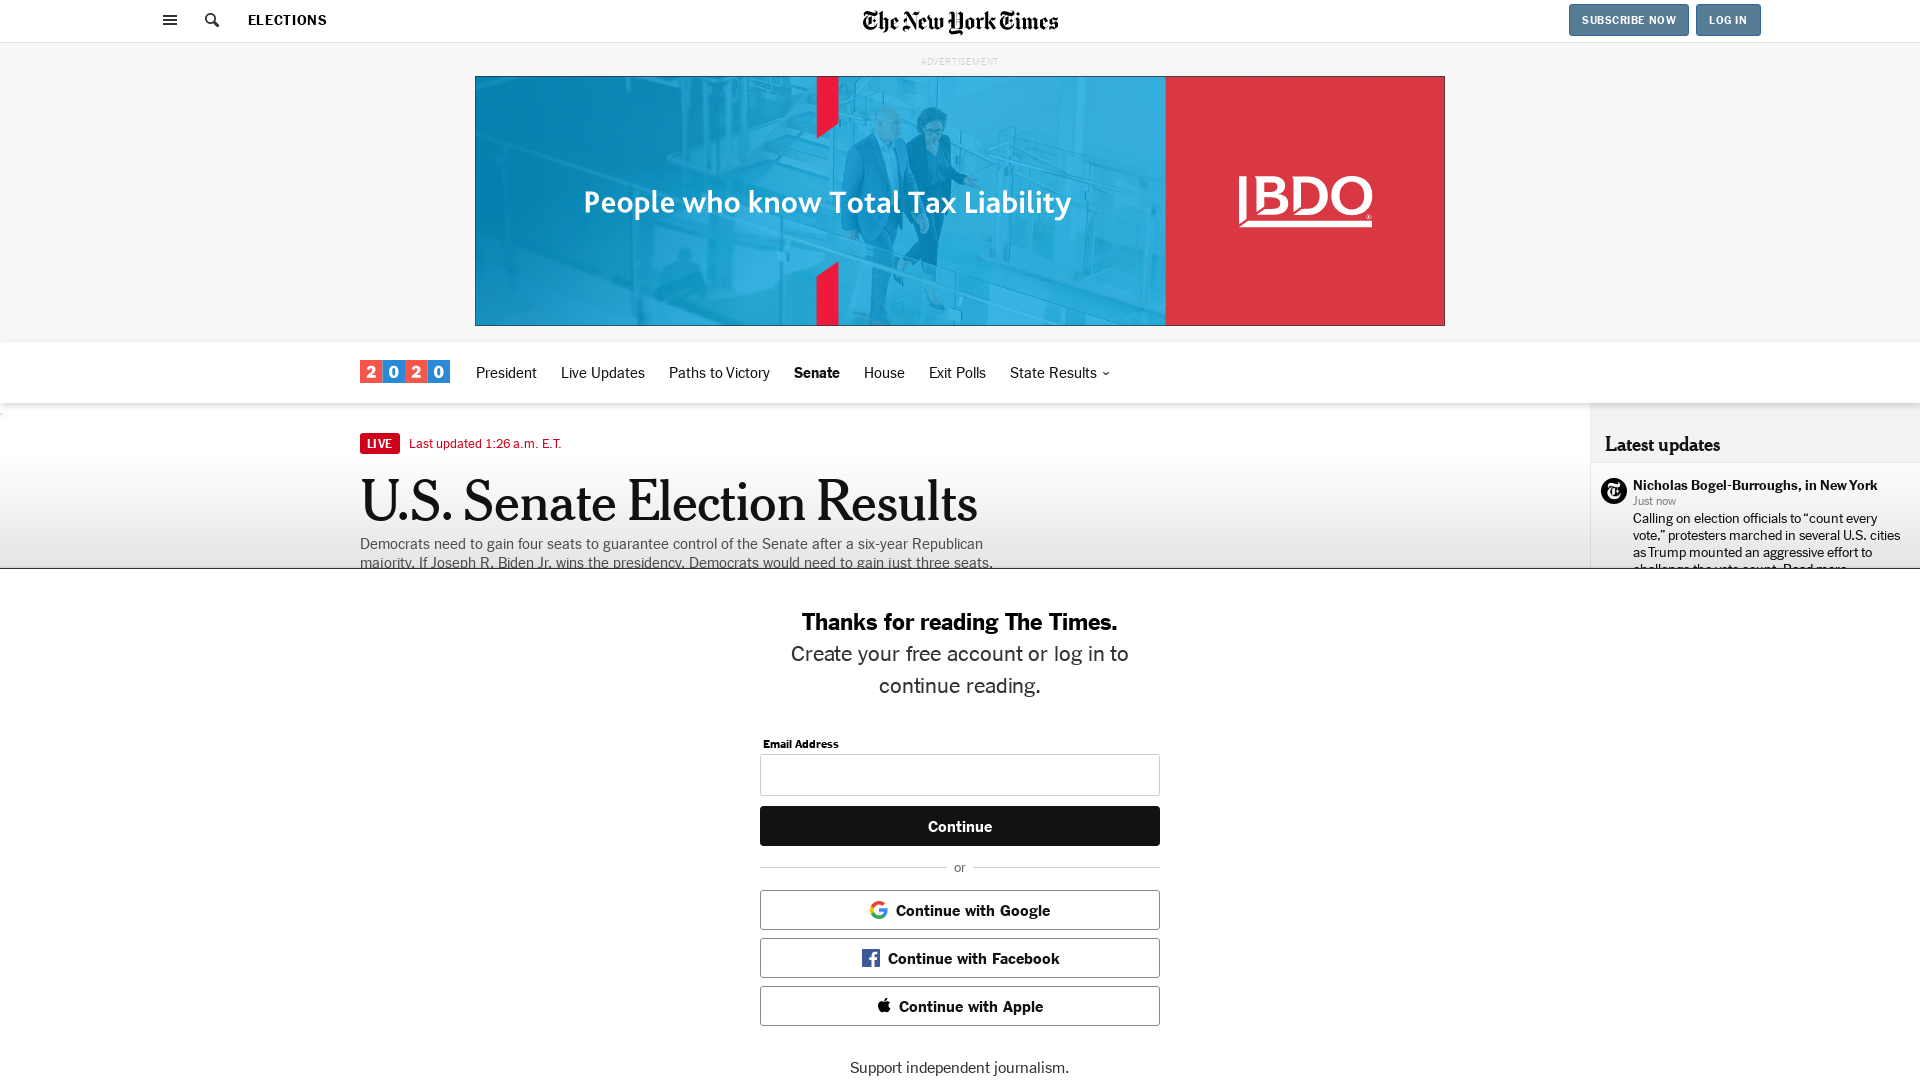 ELECTIONS
The New York Times
SUBSCRIBE NOW
LOG IN
ADVERTISEMENT
People who know Total Tax Liability
BDO
®
2020
President
Live Updates
Paths to Victory
Senate
House
Exit Polls
State Results
LIVE
Last updated 1:26 a.m. E.T.
U.S. Senate Election Results
Democrats need to gain four seats to guarantee control of the Senate after a six-year Republican
majority. If Joseph R. Biden Jr. wins the presidency, Democrats would need to gain just three seats.
Latest updates
Nicholas Bogel-Burroughs, in New York
Just now
Calling on election officials to “count every
vote,” protesters marched in several U.S. cities
as Trump mounted an aggressive effort to
challenge the vote count. Read more
Thanks for reading The Times.
Create your free account or log in to
continue reading.
Email Address
Continue
or
Continue with Google
Continue with Facebook
Continue with Apple
Support independent journalism.